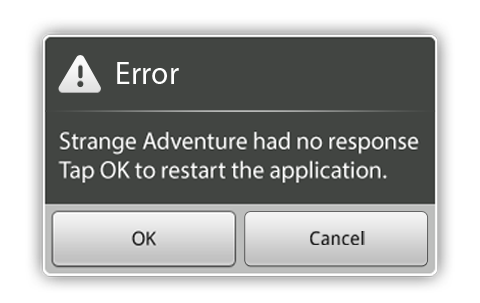 Error
Strange Adventure had no response
Tap OK to restart the application.
OK
Cancel